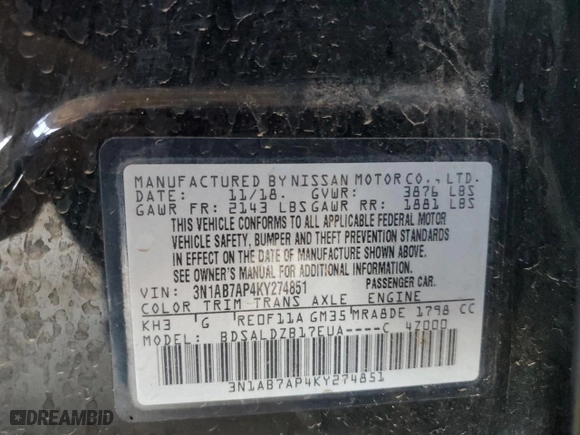 MANUFACTURED BY NISSAN MOTOR CO., LTD.
DATE: 11/18. GVWR: 3876 LBS
GAWR FR: 2143 LBS GAWR RR: 1881 LBS
THIS VEHICLE CONFORMS TO ALL APPLICABLE FEDERAL MOTOR
VEHICLE SAFETY, BUMPER AND THEFT PREVENTION STANDARDS
IN EFFECT ON THE DATE OF MANUFACTURE SHOWN ABOVE.
SEE OWNER'S MANUAL FOR ADDITIONAL INFORMATION.
VIN: 3N1AB7AP4KY274851 PASSENGER CAR.
COLOR TRIM TRANS AXLE ENGINE
KH3 G RE0F11A GM35 MRA8DE 1798 CC
MODEL: BDSALDZB17EUA----C 47000
3N1AB7AP4KY274851
DREAMBID